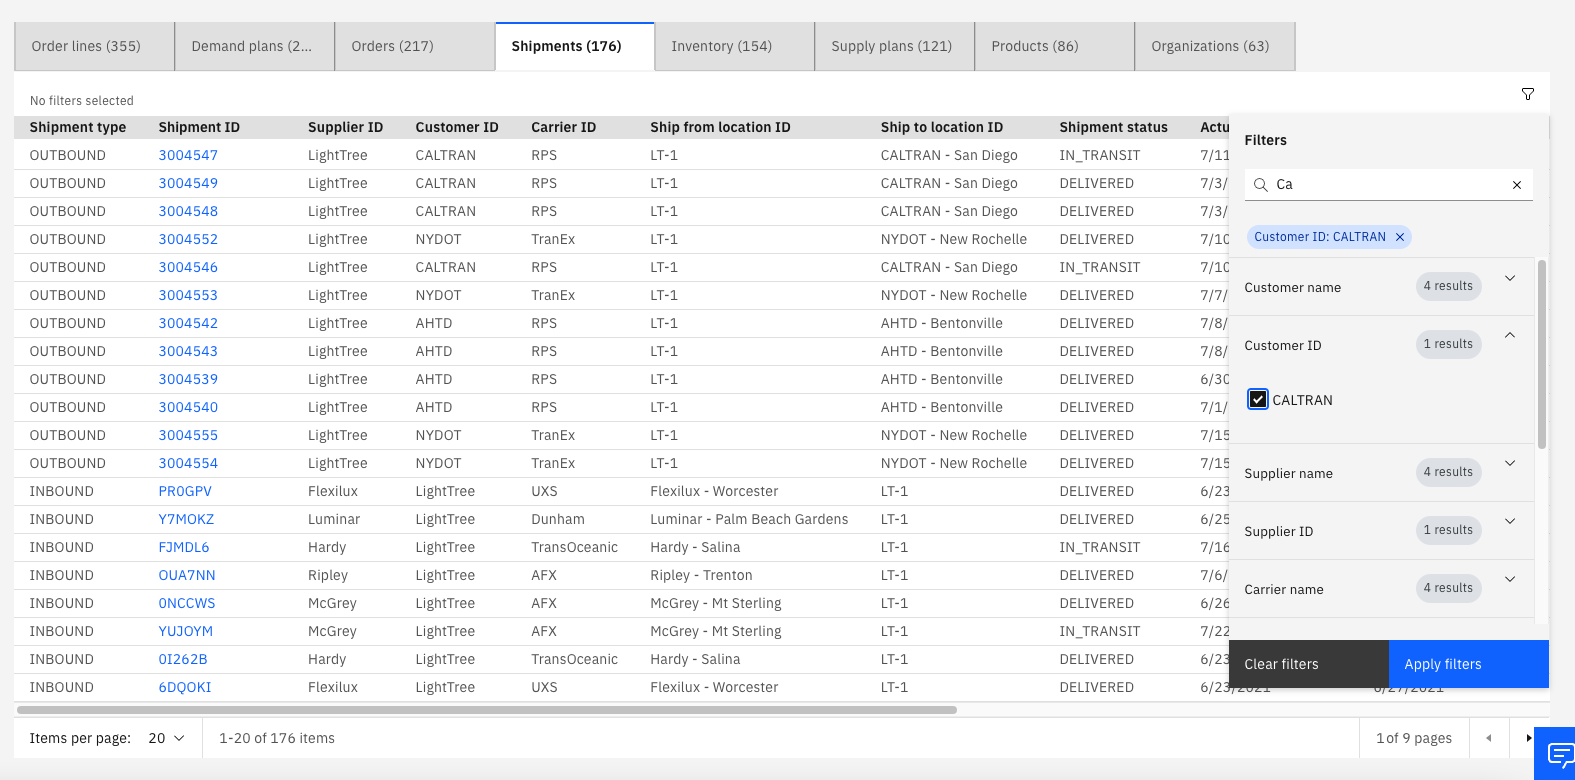 Order lines (355) Demand plans (2... Orders (217) Shipments (176) Inventory (154) Supply plans (121) Products (86) Organizations (63)
No filters selected
Shipment type Shipment ID Supplier ID Customer ID Carrier ID Ship from location ID Ship to location ID Shipment status Actu
OUTBOUND 3004547 LightTree CALTRAN RPS LT-1 CALTRAN - San Diego IN_TRANSIT 7/11
OUTBOUND 3004549 LightTree CALTRAN RPS LT-1 CALTRAN - San Diego DELIVERED 7/3/
OUTBOUND 3004548 LightTree CALTRAN RPS LT-1 CALTRAN - San Diego DELIVERED 7/3/
OUTBOUND 3004552 LightTree NYDOT TranEx LT-1 NYDOT - New Rochelle DELIVERED 7/10
OUTBOUND 3004546 LightTree CALTRAN RPS LT-1 CALTRAN - San Diego IN_TRANSIT 7/10
OUTBOUND 3004553 LightTree NYDOT TranEx LT-1 NYDOT - New Rochelle DELIVERED 7/7/
OUTBOUND 3004542 LightTree AHTD RPS LT-1 AHTD - Bentonville DELIVERED 7/8/
OUTBOUND 3004543 LightTree AHTD RPS LT-1 AHTD - Bentonville DELIVERED 7/8/
OUTBOUND 3004539 LightTree AHTD RPS LT-1 AHTD - Bentonville DELIVERED 6/30
OUTBOUND 3004540 LightTree AHTD RPS LT-1 AHTD - Bentonville DELIVERED 7/1/
OUTBOUND 3004555 LightTree NYDOT TranEx LT-1 NYDOT - New Rochelle DELIVERED 7/15
OUTBOUND 3004554 LightTree NYDOT TranEx LT-1 NYDOT - New Rochelle DELIVERED 7/15
INBOUND PR0GPV Flexilux LightTree UXS Flexilux - Worcester LT-1 DELIVERED 6/23
INBOUND Y7MOKZ Luminar LightTree Dunham Luminar - Palm Beach Gardens LT-1 DELIVERED 6/25
INBOUND FJMDL6 Hardy LightTree TransOceanic Hardy - Salina LT-1 IN_TRANSIT 7/16
INBOUND OUA7NN Ripley LightTree AFX Ripley - Trenton LT-1 DELIVERED 7/6/
INBOUND 0NCCWS McGrey LightTree AFX McGrey - Mt Sterling LT-1 DELIVERED 6/26
INBOUND YUJOYM McGrey LightTree AFX McGrey - Mt Sterling LT-1 IN_TRANSIT 7/22
INBOUND 0I262B Hardy LightTree TransOceanic Hardy - Salina LT-1 DELIVERED 6/23
INBOUND 6DQOKI Flexilux LightTree UXS Flexilux - Worcester LT-1 DELIVERED 6/23/2021 6/27/2021
Filters
Ca
Customer ID: CALTRAN
Customer name 4 results
Customer ID 1 results
CALTRAN
Supplier name 4 results
Supplier ID 1 results
Carrier name 4 results
Clear filters Apply filters
Items per page: 20 1-20 of 176 items 1 of 9 pages